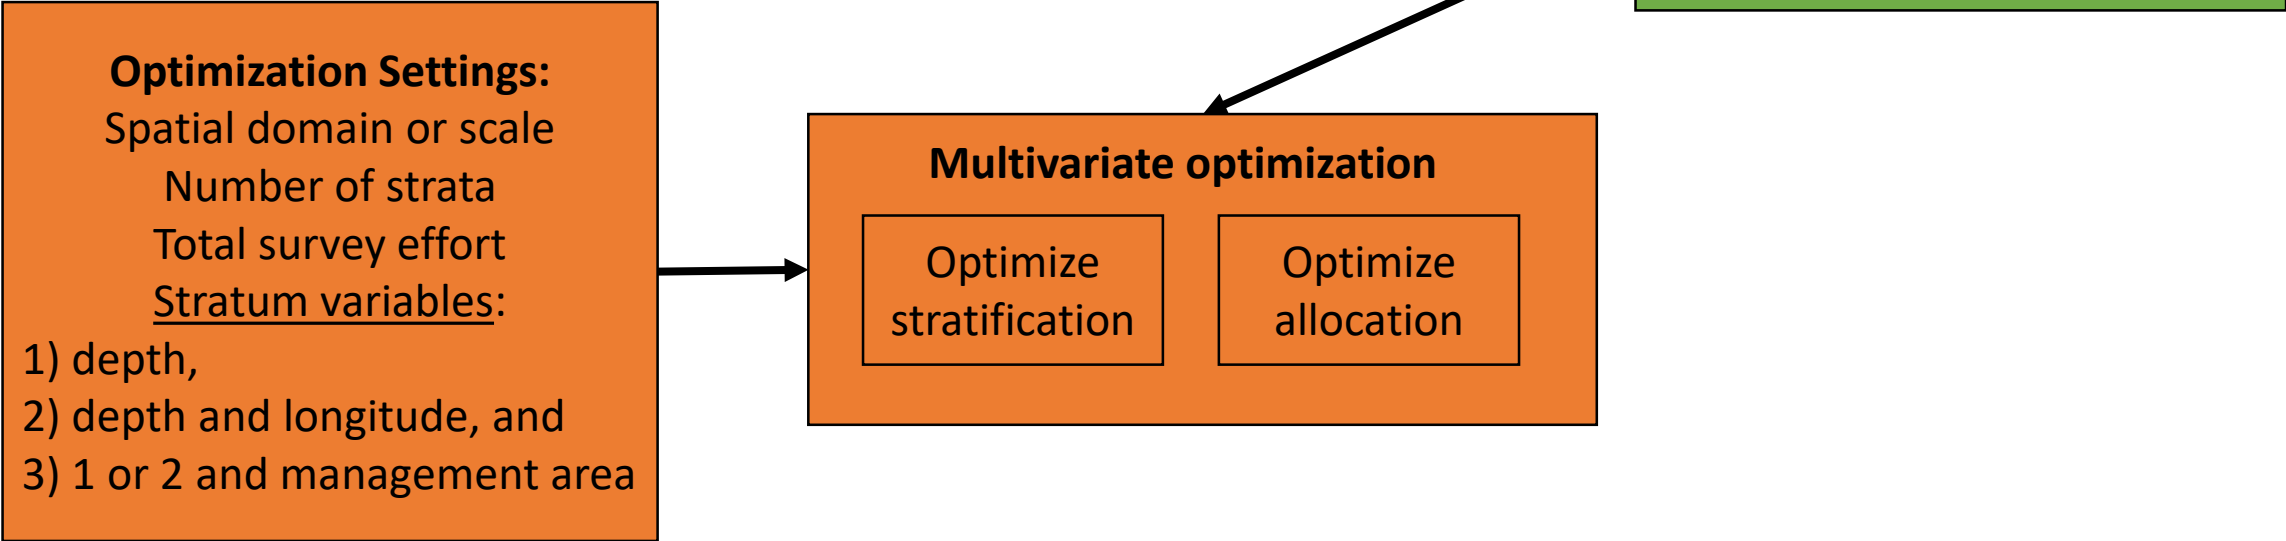 Optimization Settings:
Spatial domain or scale
Number of strata
Total survey effort
Stratum variables:
1) depth,
2) depth and longitude, and
3) 1 or 2 and management area
Multivariate optimization
Optimize
stratification
Optimize
allocation